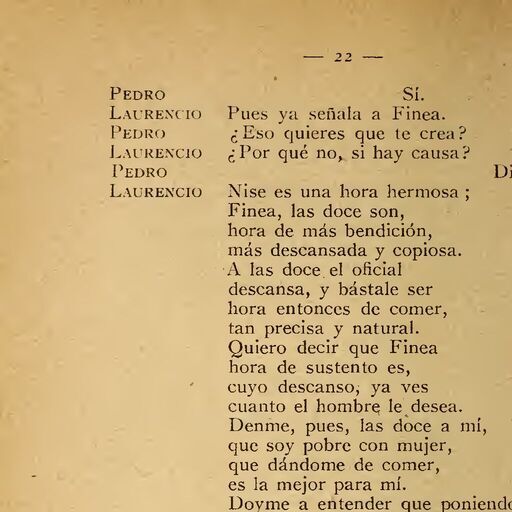 — 22 —
PEDRO Sí.
LAURENCIO Pues ya señala a Finea.
PEDRO ¿Eso quieres que te crea?
LAURENCIO ¿Por qué no, si hay causa?
PEDRO Di
LAURENCIO Nise es una hora hermosa;
Finea, las doce son,
hora de más bendición,
más descansada y copiosa.
A las doce el oficial
descansa, y bástale ser
hora entonces de comer,
tan precisa y natural.
Quiero decir que Finea
hora de sustento es,
cuyo descanso, ya ves
cuanto el hombre le desea.
Denme, pues, las doce a mí,
que soy pobre con mujer,
que dándome de comer,
es la mejor para mí.
Doyme a entender que poniendo